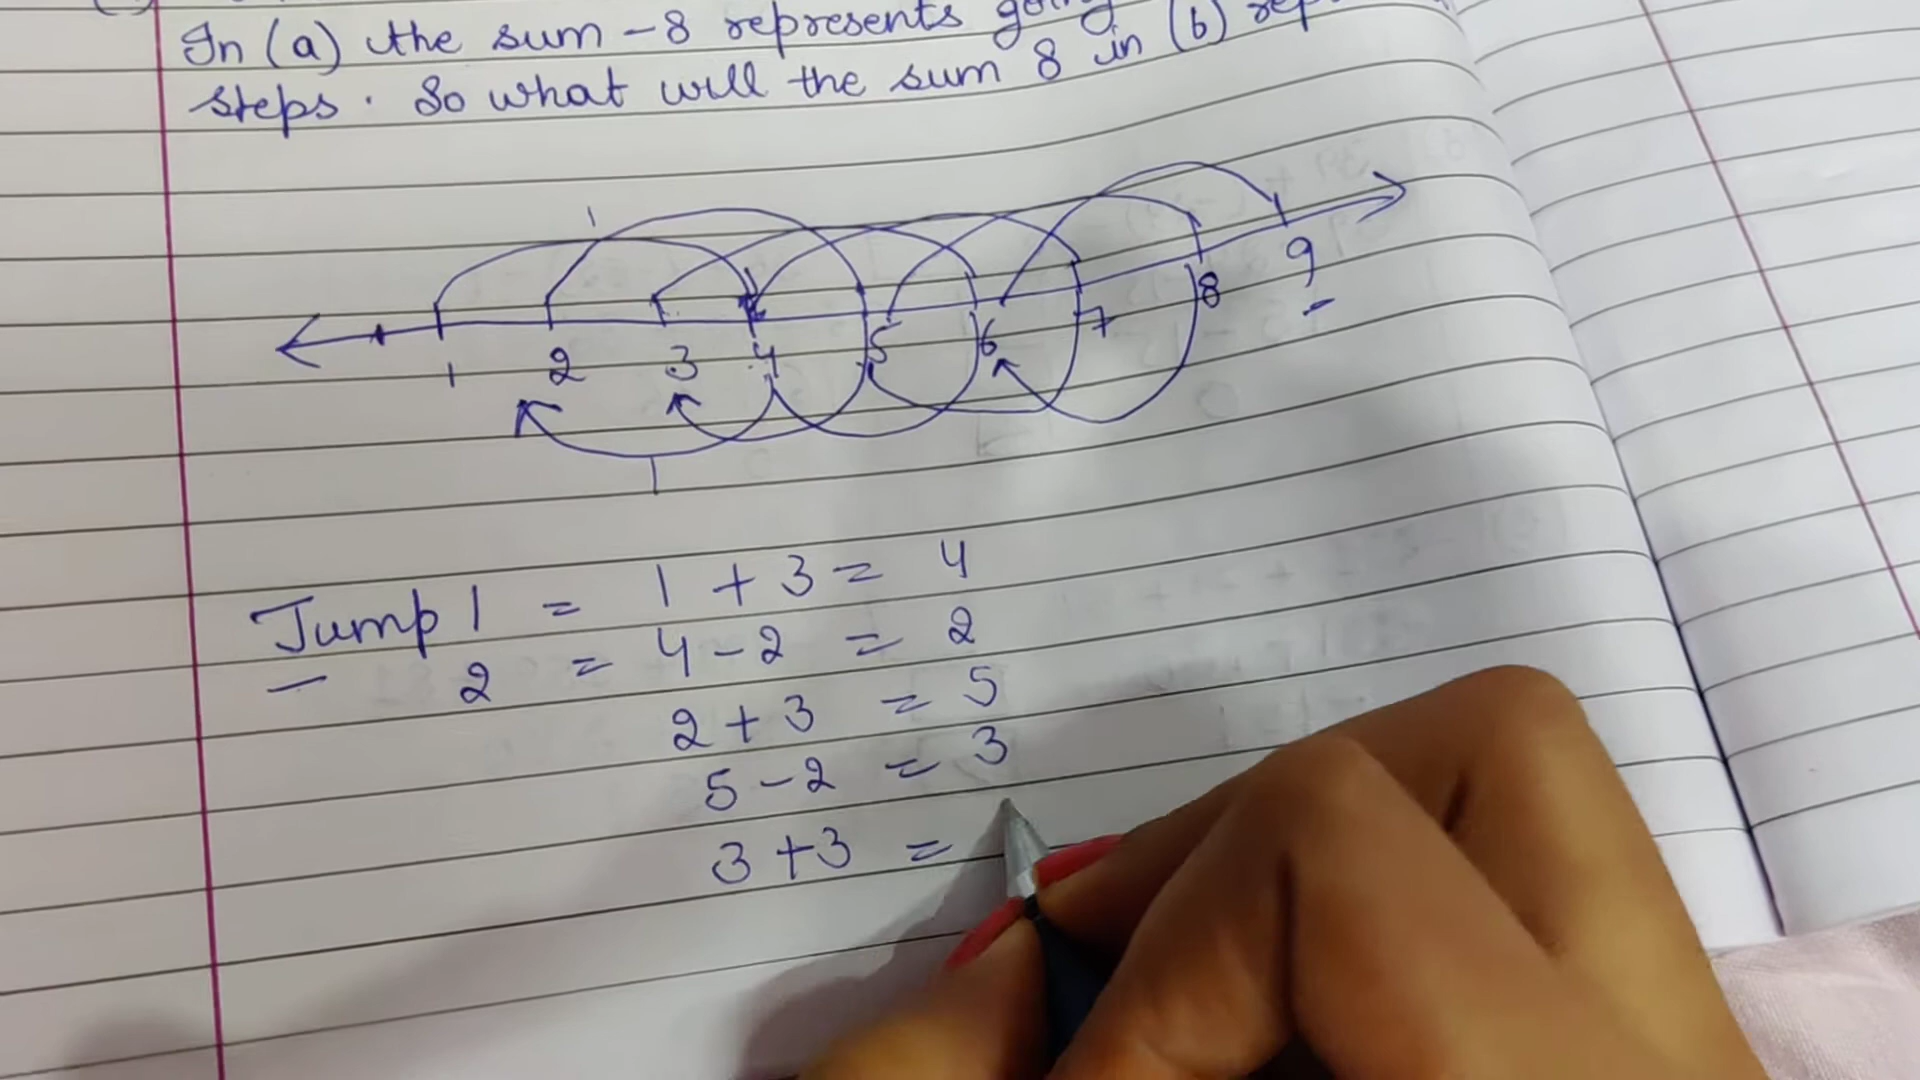 In (a) the sum -8 represents going
steps. So what will the sum 8 in (b)
1 2 3 4 5 6 7 8 9
Jump 1 = 1 + 3 = 4
- 2 = 4 - 2 = 2
2 + 3 = 5
5 - 2 = 3
3 + 3 =